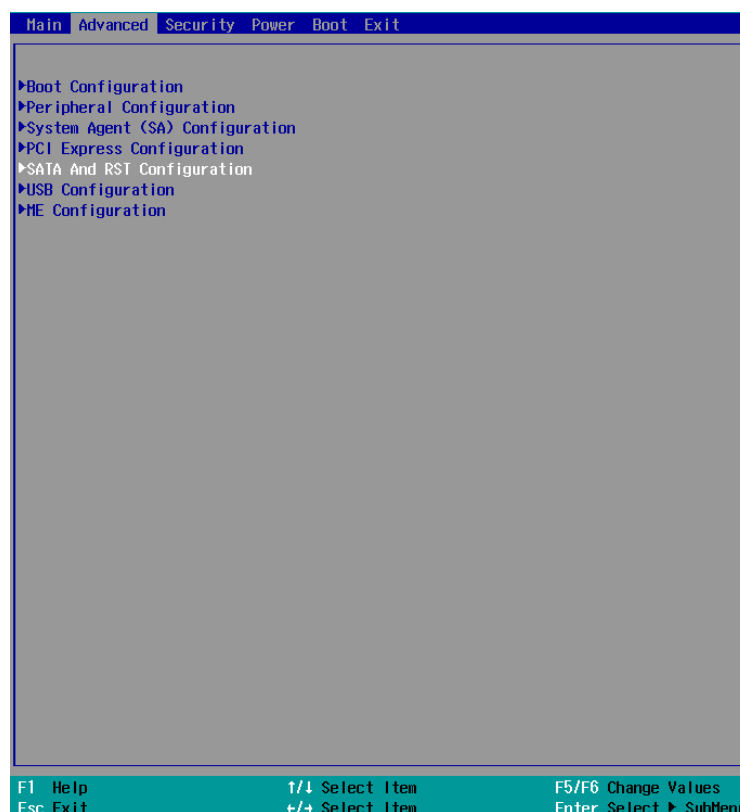 Main Advanced Security Power Boot Exit
▶Boot Configuration
▶Peripheral Configuration
▶System Agent (SA) Configuration
▶PCI Express Configuration
▶SATA And RST Configuration
▶USB Configuration
▶ME Configuration
F1 Help ↑/↓ Select Item F5/F6 Change Values
Esc Exit ←/→ Select Item Enter Select ▶ SubMenu